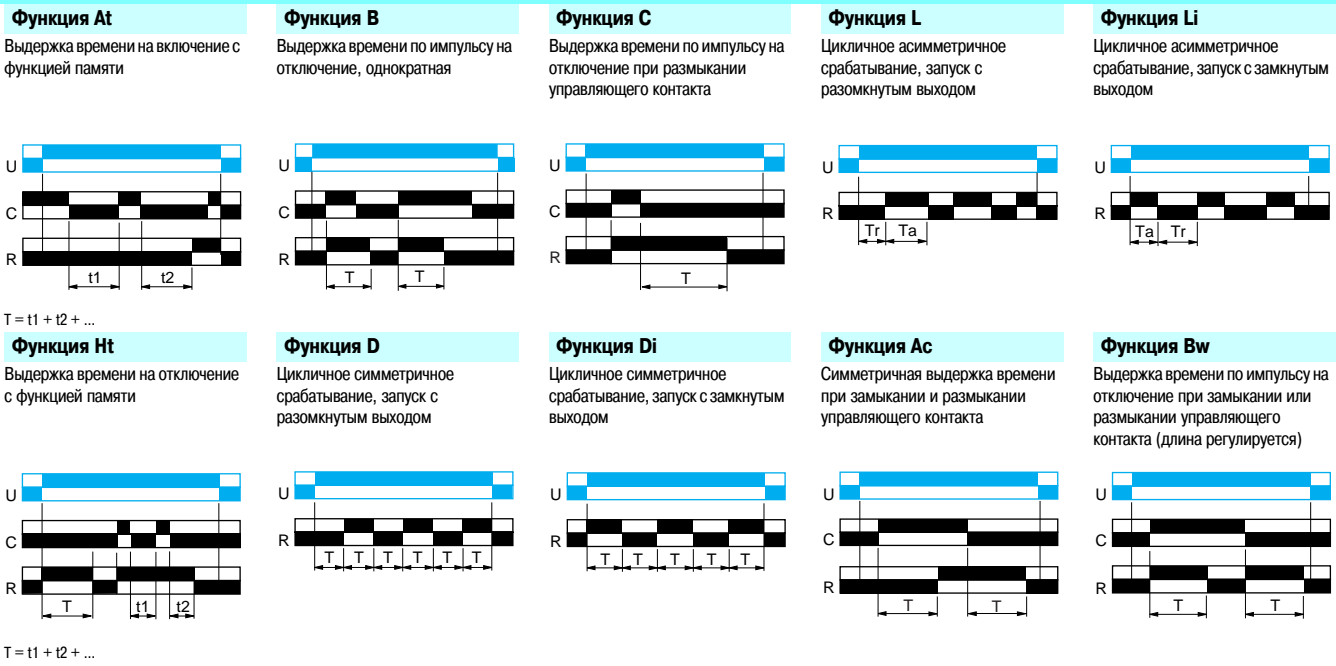 Функция At
Выдержка времени на включение с
функцией памяти
U
C
R
t1 t2
T = t1 + t2 + ...
Функция B
Выдержка времени по импульсу на
отключение, однократная
U
C
R
T T
Функция C
Выдержка времени по импульсу на
отключение при размыкании
управляющего контакта
U
C
R
T
Функция L
Цикличное асимметричное
срабатывание, запуск с
разомкнутым выходом
U
R
Tr Ta
Функция Li
Цикличное асимметричное
срабатывание, запуск с замкнутым
выходом
U
R
Ta Tr
Функция Ht
Выдержка времени на отключение
с функцией памяти
U
C
R
T t1 t2
T = t1 + t2 + ...
Функция D
Цикличное симметричное
срабатывание, запуск с
разомкнутым выходом
U
R
T T T T T T
Функция Di
Цикличное симметричное
срабатывание, запуск с замкнутым
выходом
U
R
T T T T T
Функция Ac
Симметричная выдержка времени
при замыкании и размыкании
управляющего контакта
U
C
R
T T
Функция Bw
Выдержка времени по импульсу на
отключение при замыкании или
размыкании управляющего
контакта (длина регулируется)
U
C
R
T T